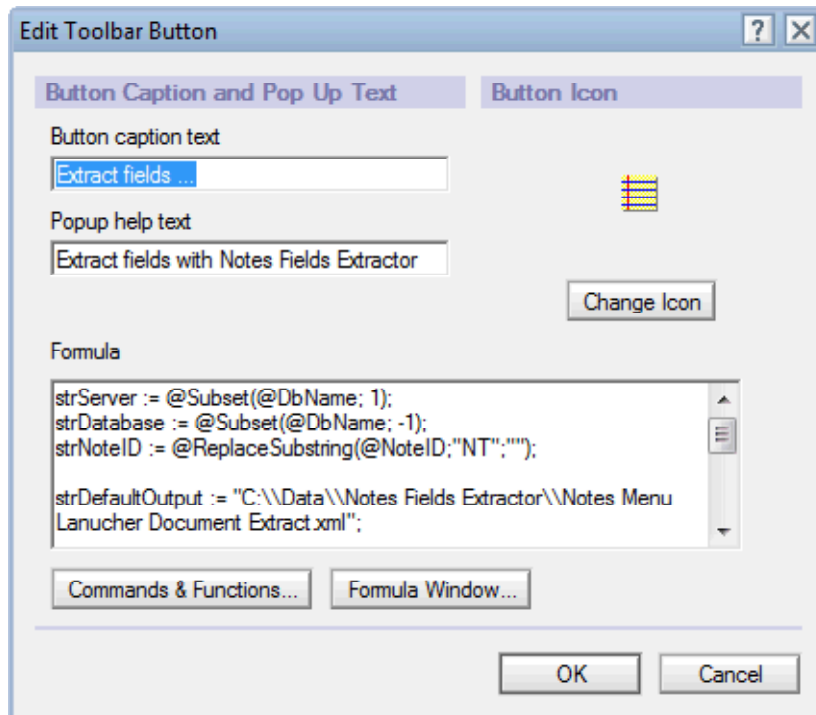 Edit Toolbar Button
?
Button Caption and Pop Up Text
Button Icon
Button caption text
Extract fields ...
Popup help text
Extract fields with Notes Fields Extractor
Change Icon
Formula
strServer := @Subset(@DbName; 1);
strDatabase := @Subset(@DbName; -1);
strNoteID := @ReplaceSubstring(@NoteID;"NT";"");
strDefaultOutput := "C:\\Data\\Notes Fields Extractor\\Notes Menu
Lanucher Document Extract.xml";
Commands & Functions...
Formula Window...
OK
Cancel